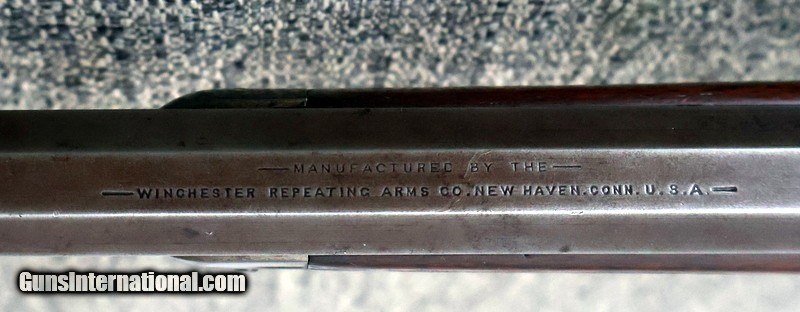 — MANUFACTURED BY THE —
— WINCHESTER REPEATING ARMS CO. NEW HAVEN. CONN. U.S.A. —
GunsInternational.com